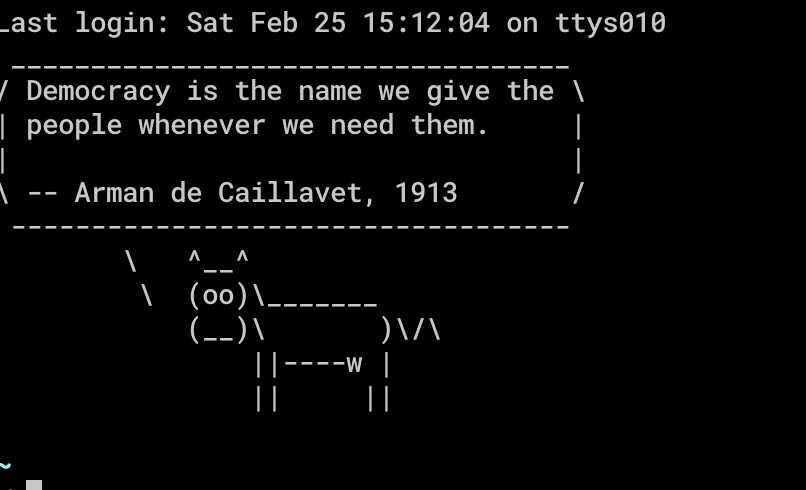 Last login: Sat Feb 25 15:12:04 on ttys010
 ___________________________________
/ Democracy is the name we give the \
| people whenever we need them.     |
|                                   |
\ -- Arman de Caillavet, 1913       /
 -----------------------------------
        \   ^__^
         \  (oo)\_______
            (__)\       )\/\
                ||----w |
                ||     ||
~